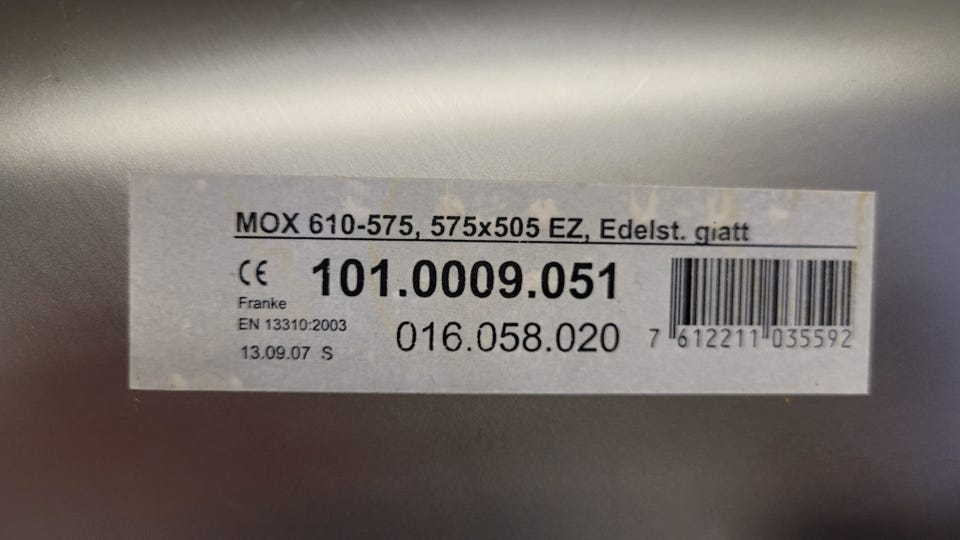 MOX 610-575, 575x505 EZ, Edelst. glatt
CE 101.0009.051
Franke
EN 13310:2003
016.058.020
13.09.07 S
7 612211 035592